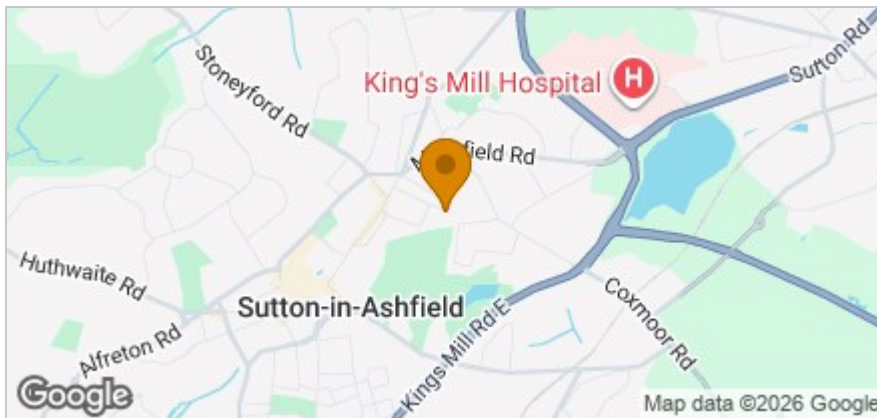 Stoneyford Rd
King's Mill Hospital
H
Sutton Rd
field Rd
Huthwaite Rd
Sutton-in-Ashfield
Alfreton Rd
Kings Mill Rd E
Coxmoor Rd
Google
Map data ©2026 Google